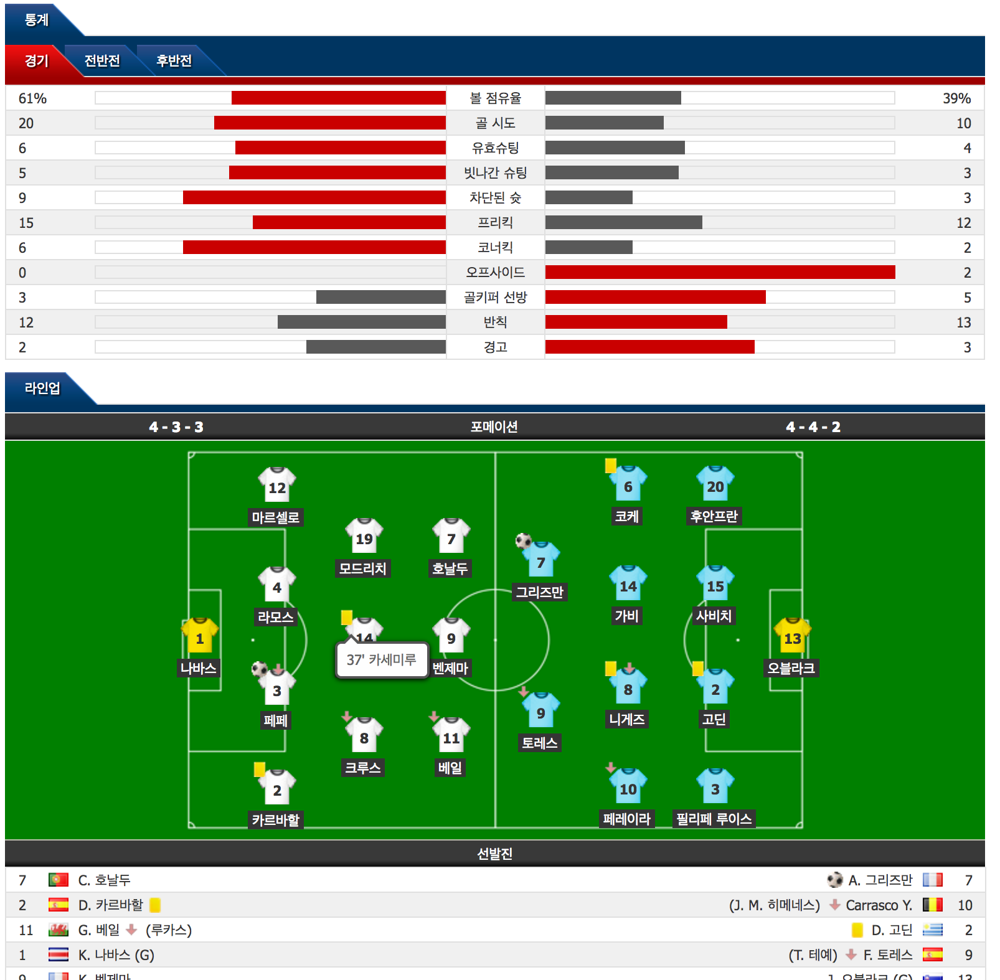 통계
경기 전반전 후반전
61% 볼 점유율 39%
20 골 시도 10
6 유효슈팅 4
5 빗나간 슈팅 3
9 차단된 슛 3
15 프리킥 12
6 코너킥 2
0 오프사이드 2
3 골키퍼 선방 5
12 반칙 13
2 경고 3
라인업
4 - 3 - 3 포메이션 4 - 4 - 2
12 6 20
마르셀로 코케 후안프란
19 7 7
모드리치 호날두 그리즈만
4 14 15
라모스 가비 사비치
1 14 9 13
37' 카세미루
나바스 벤제마 오블라크
3 8 2
페페 니게즈 고딘
9
토레스
8 11
크루스 베일
2 10 3
카르바할 페레이라 필리페 루이스
선발진
7 C. 호날두 A. 그리즈만 7
2 D. 카르바할 (J. M. 히메네스) Carrasco Y. 10
11 G. 베일 (루카스) D. 고딘 2
1 K. 나바스 (G) (T. 테예) F. 토레스 9
9 K. 벤제마 J. 오블라크 (G) 13